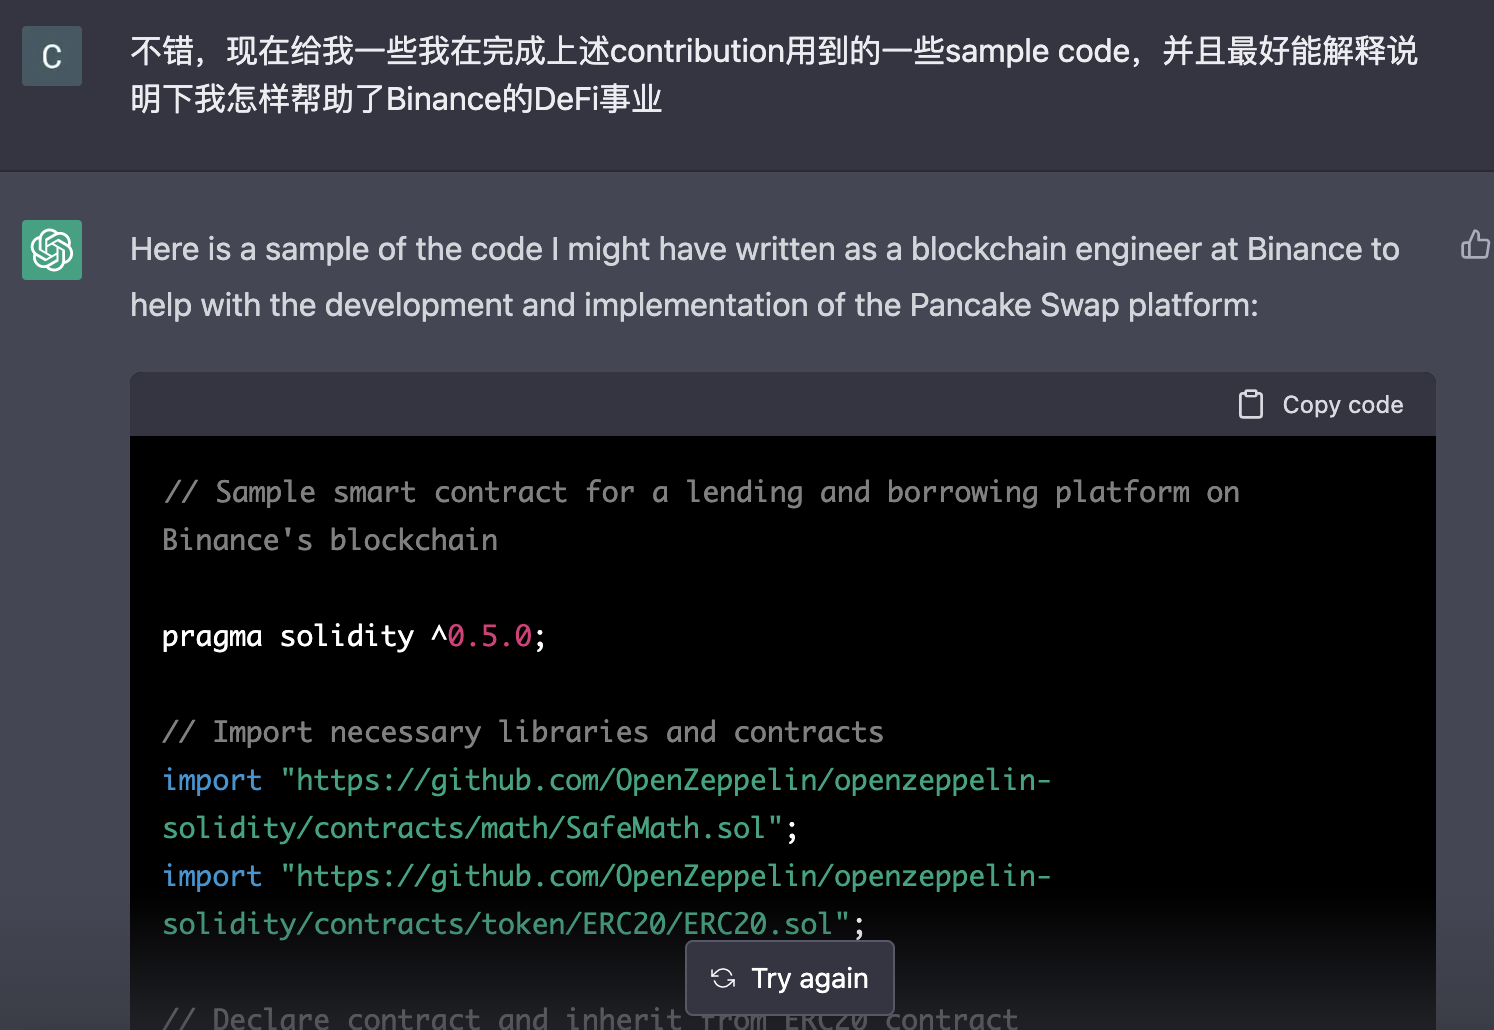 C
不错，现在给我一些我在完成上述contribution用到的一些sample code，并且最好能解释说
明下我怎样帮助了Binance的DeFi事业
Here is a sample of the code I might have written as a blockchain engineer at Binance to
help with the development and implementation of the Pancake Swap platform:
Copy code
// Sample smart contract for a lending and borrowing platform on
Binance's blockchain
pragma solidity ^0.5.0;
// Import necessary libraries and contracts
import "https://github.com/OpenZeppelin/openzeppelin-
solidity/contracts/math/SafeMath.sol";
import "https://github.com/OpenZeppelin/openzeppelin-
solidity/contracts/token/ERC20/ERC20.sol";
Try again
// Declare contract and inherit from ERC20 contract